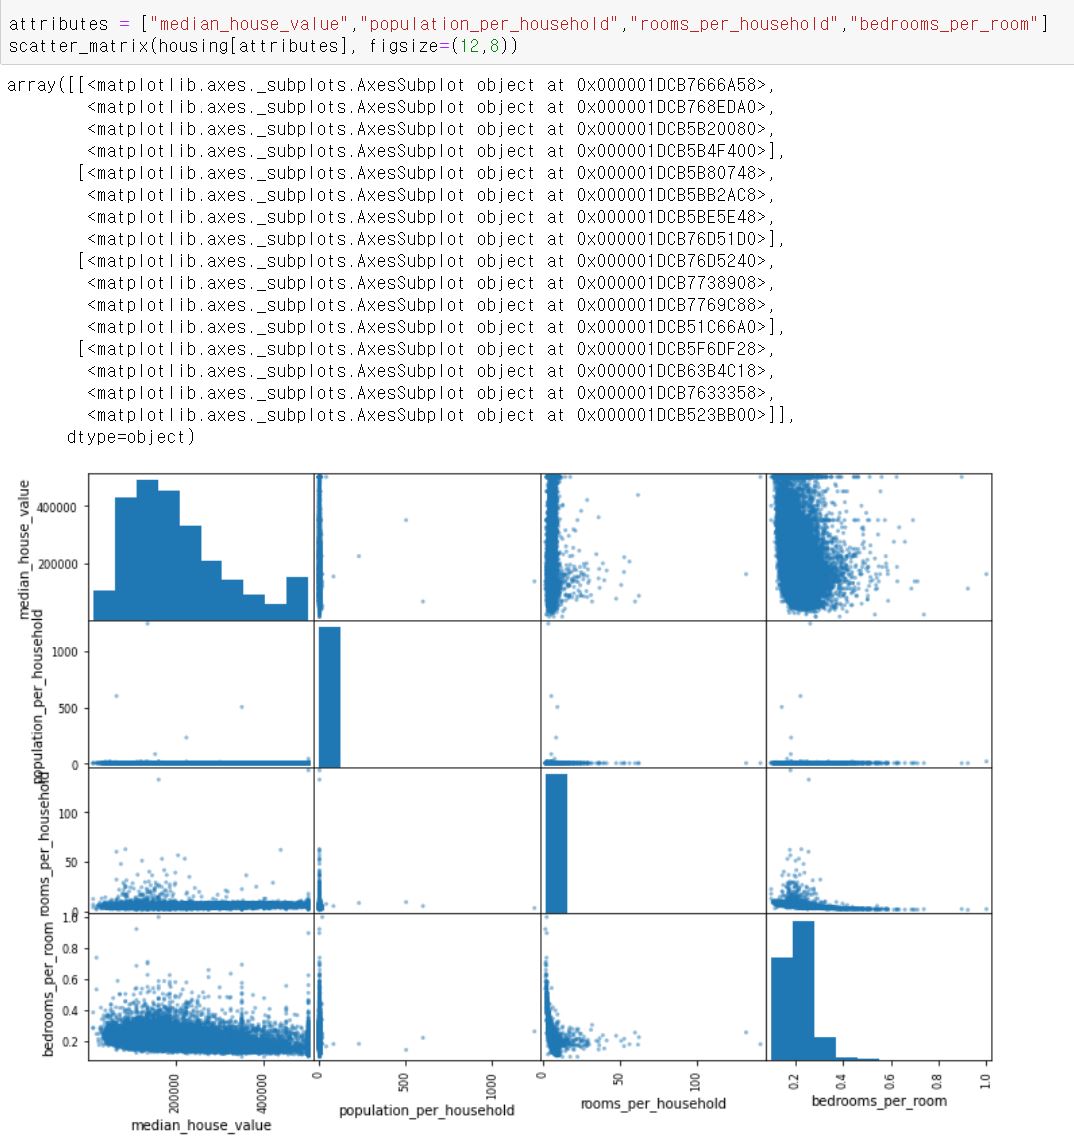 attributes = ["median_house_value","population_per_household","rooms_per_household","bedrooms_per_room"]
scatter_matrix(housing[attributes], figsize=(12,8))
array([[<matplotlib.axes._subplots.AxesSubplot object at 0x000001DCB7666A58>,
<matplotlib.axes._subplots.AxesSubplot object at 0x000001DCB768EDA0>,
<matplotlib.axes._subplots.AxesSubplot object at 0x000001DCB5B20080>,
<matplotlib.axes._subplots.AxesSubplot object at 0x000001DCB5B4F400>],
[<matplotlib.axes._subplots.AxesSubplot object at 0x000001DCB5B80748>,
<matplotlib.axes._subplots.AxesSubplot object at 0x000001DCB5BB2AC8>,
<matplotlib.axes._subplots.AxesSubplot object at 0x000001DCB5BE5E48>,
<matplotlib.axes._subplots.AxesSubplot object at 0x000001DCB76D51D0>],
[<matplotlib.axes._subplots.AxesSubplot object at 0x000001DCB76D5240>,
<matplotlib.axes._subplots.AxesSubplot object at 0x000001DCB7738908>,
<matplotlib.axes._subplots.AxesSubplot object at 0x000001DCB7769C88>,
<matplotlib.axes._subplots.AxesSubplot object at 0x000001DCB51C66A0>],
[<matplotlib.axes._subplots.AxesSubplot object at 0x000001DCB5F6DF28>,
<matplotlib.axes._subplots.AxesSubplot object at 0x000001DCB63B4C18>,
<matplotlib.axes._subplots.AxesSubplot object at 0x000001DCB7633358>,
<matplotlib.axes._subplots.AxesSubplot object at 0x000001DCB523BB00>]],
dtype=object)
median_house_value
400000
200000
population_per_household
1000
500
0
rooms_per_household
100
50
0
bedrooms_per_room
1.0
0.8
0.6
0.4
0.2
200000
400000
median_house_value
0
500
1000
population_per_household
0
50
100
rooms_per_household
0.2
0.4
0.6
0.8
1.0
bedrooms_per_room